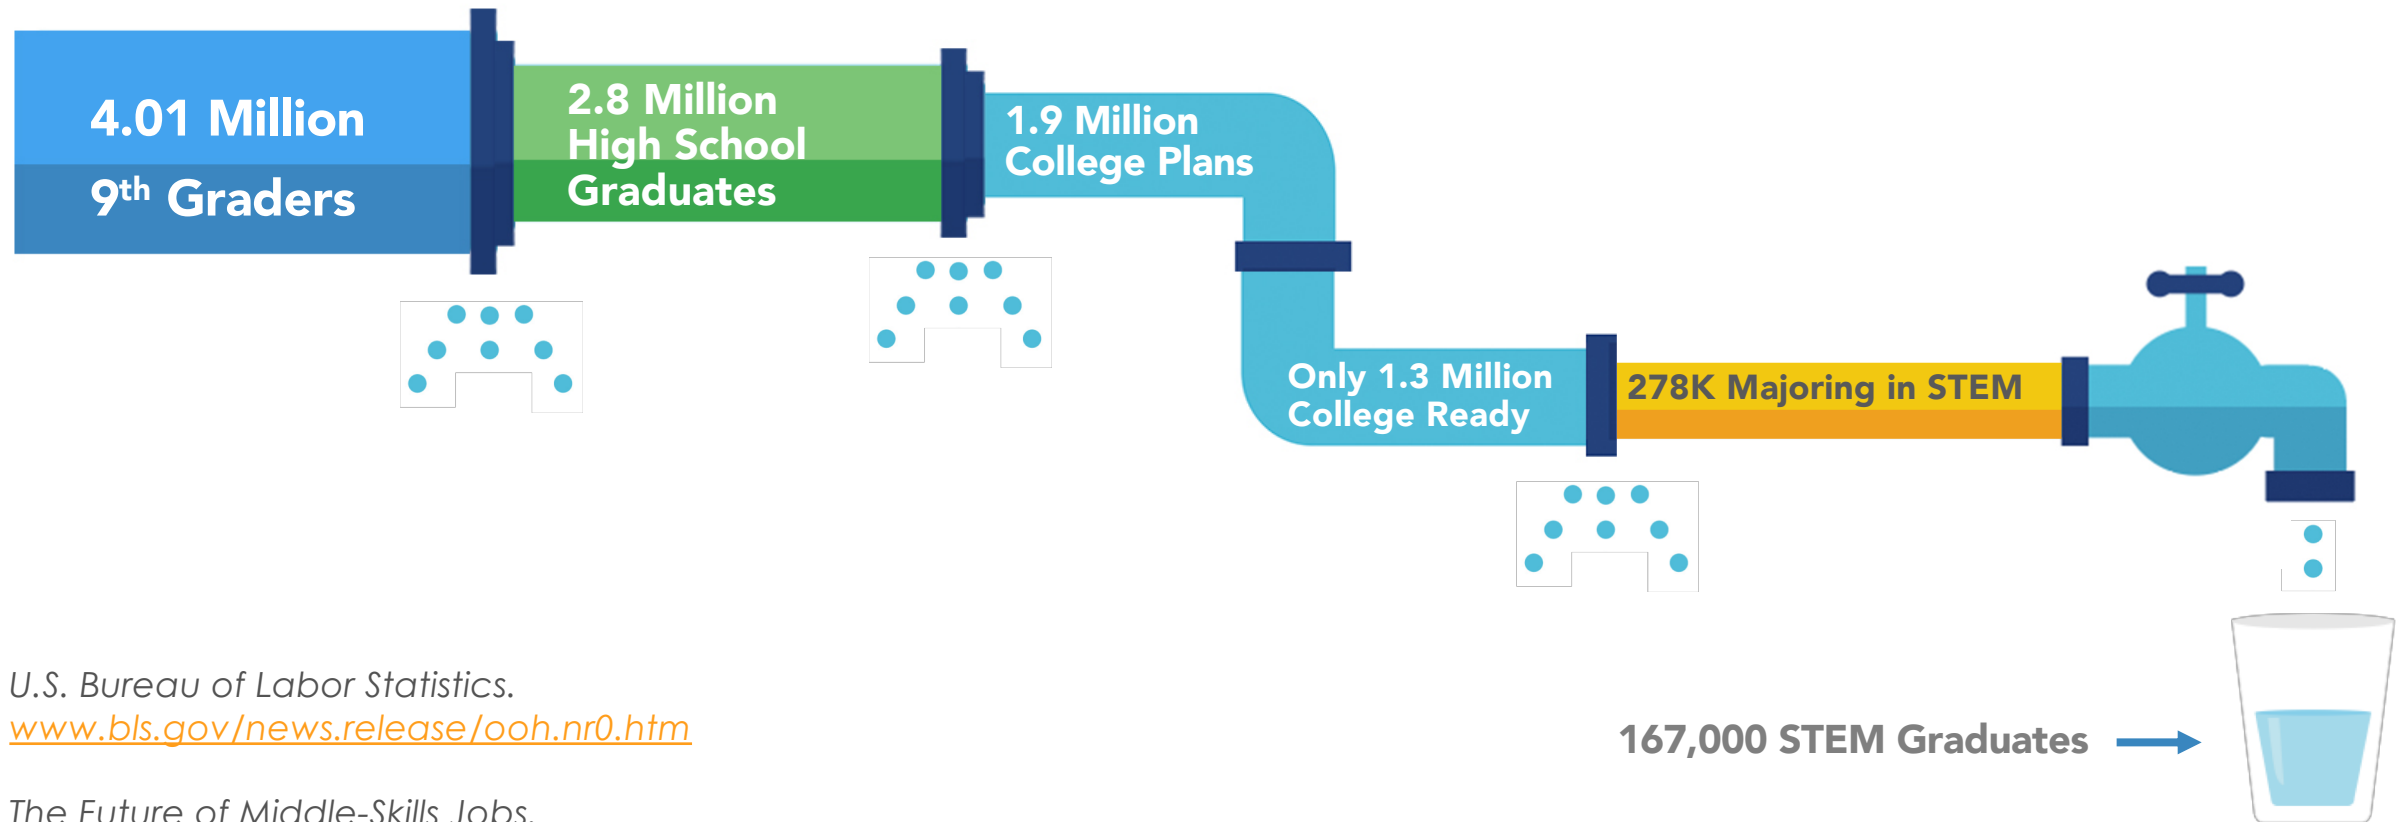 4.01 Million
9th Graders
2.8 Million
High School
Graduates
1.9 Million
College Plans
Only 1.3 Million
College Ready
278K Majoring in STEM
167,000 STEM Graduates
U.S. Bureau of Labor Statistics.
www.bls.gov/news.release/ooh.nr0.htm
The Future of Middle-Skills Jobs.